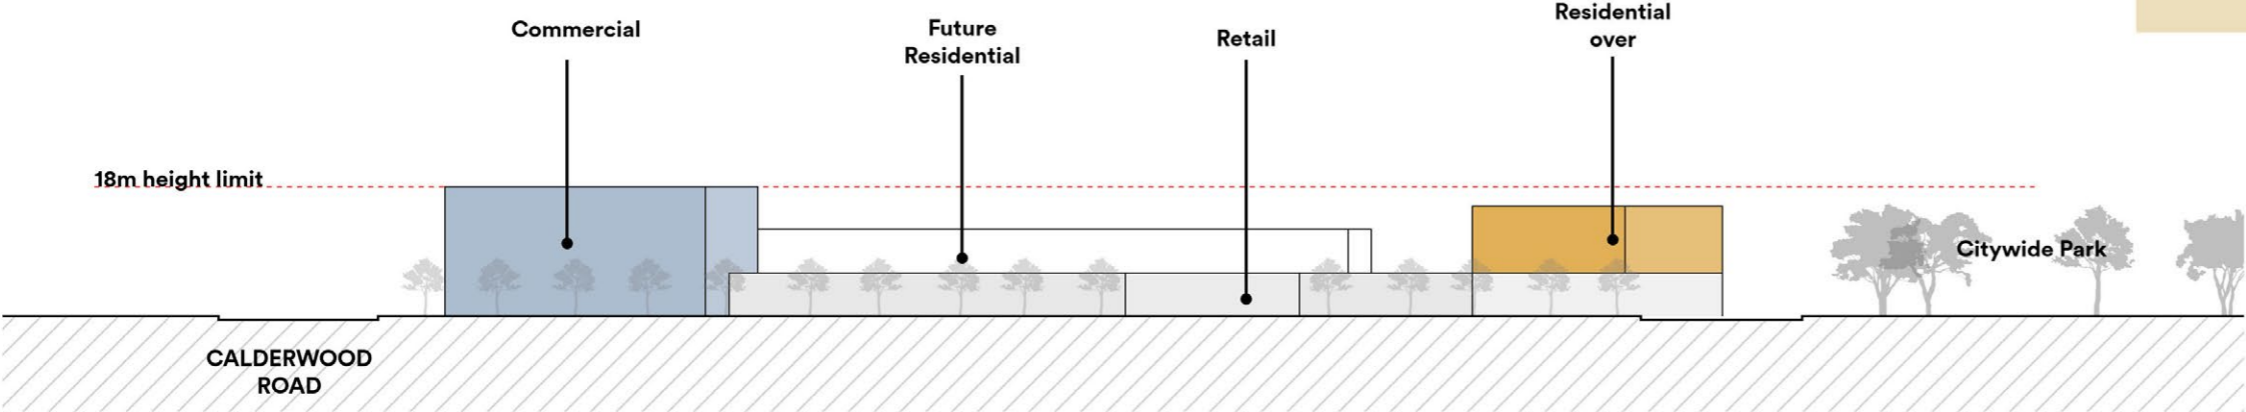 Commercial
Future
Residential
Retail
Residential
over
18m height limit
Citywide Park
CALDERWOOD
ROAD